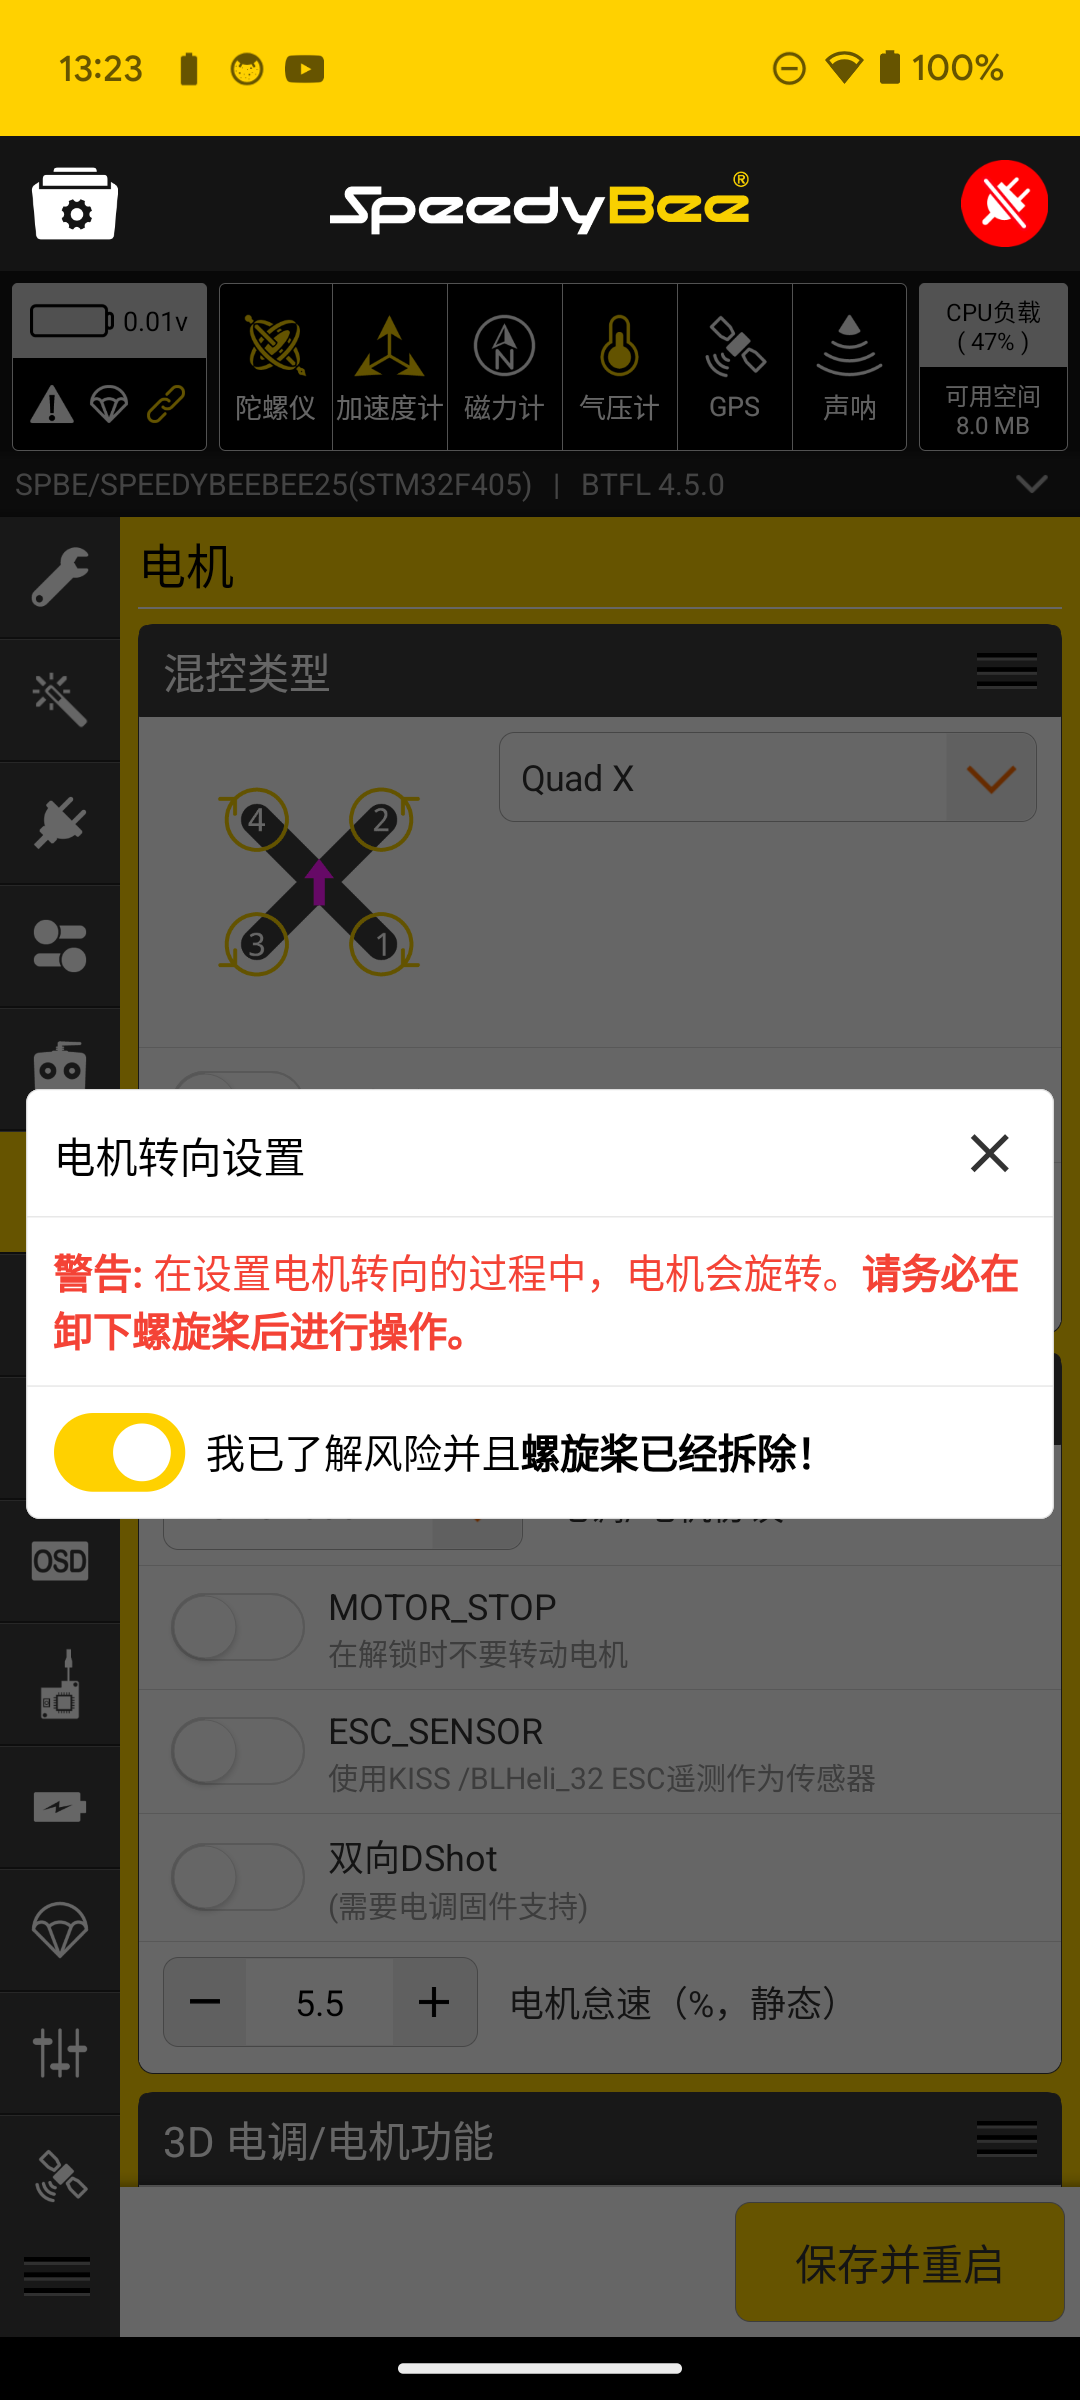 13:23
100%
SpeedyBee®
0.01v
陀螺仪
加速度计
磁力计
气压计
GPS
声呐
CPU负载
( 47% )
可用空间
8.0 MB
SPBE/SPEEDYBEEBEE25(STM32F405) | BTFL 4.5.0
电机
混控类型
Quad X
4
2
3
1
电机转向设置
警告: 在设置电机转向的过程中，电机会旋转。请务必在
卸下螺旋桨后进行操作。
我已了解风险并且螺旋桨已经拆除！
OSD
MOTOR_STOP
在解锁时不要转动电机
ESC_SENSOR
使用KISS /BLHeli_32 ESC遥测作为传感器
双向DShot
(需要电调固件支持)
5.5
电机怠速（%，静态）
3D 电调/电机功能
保存并重启